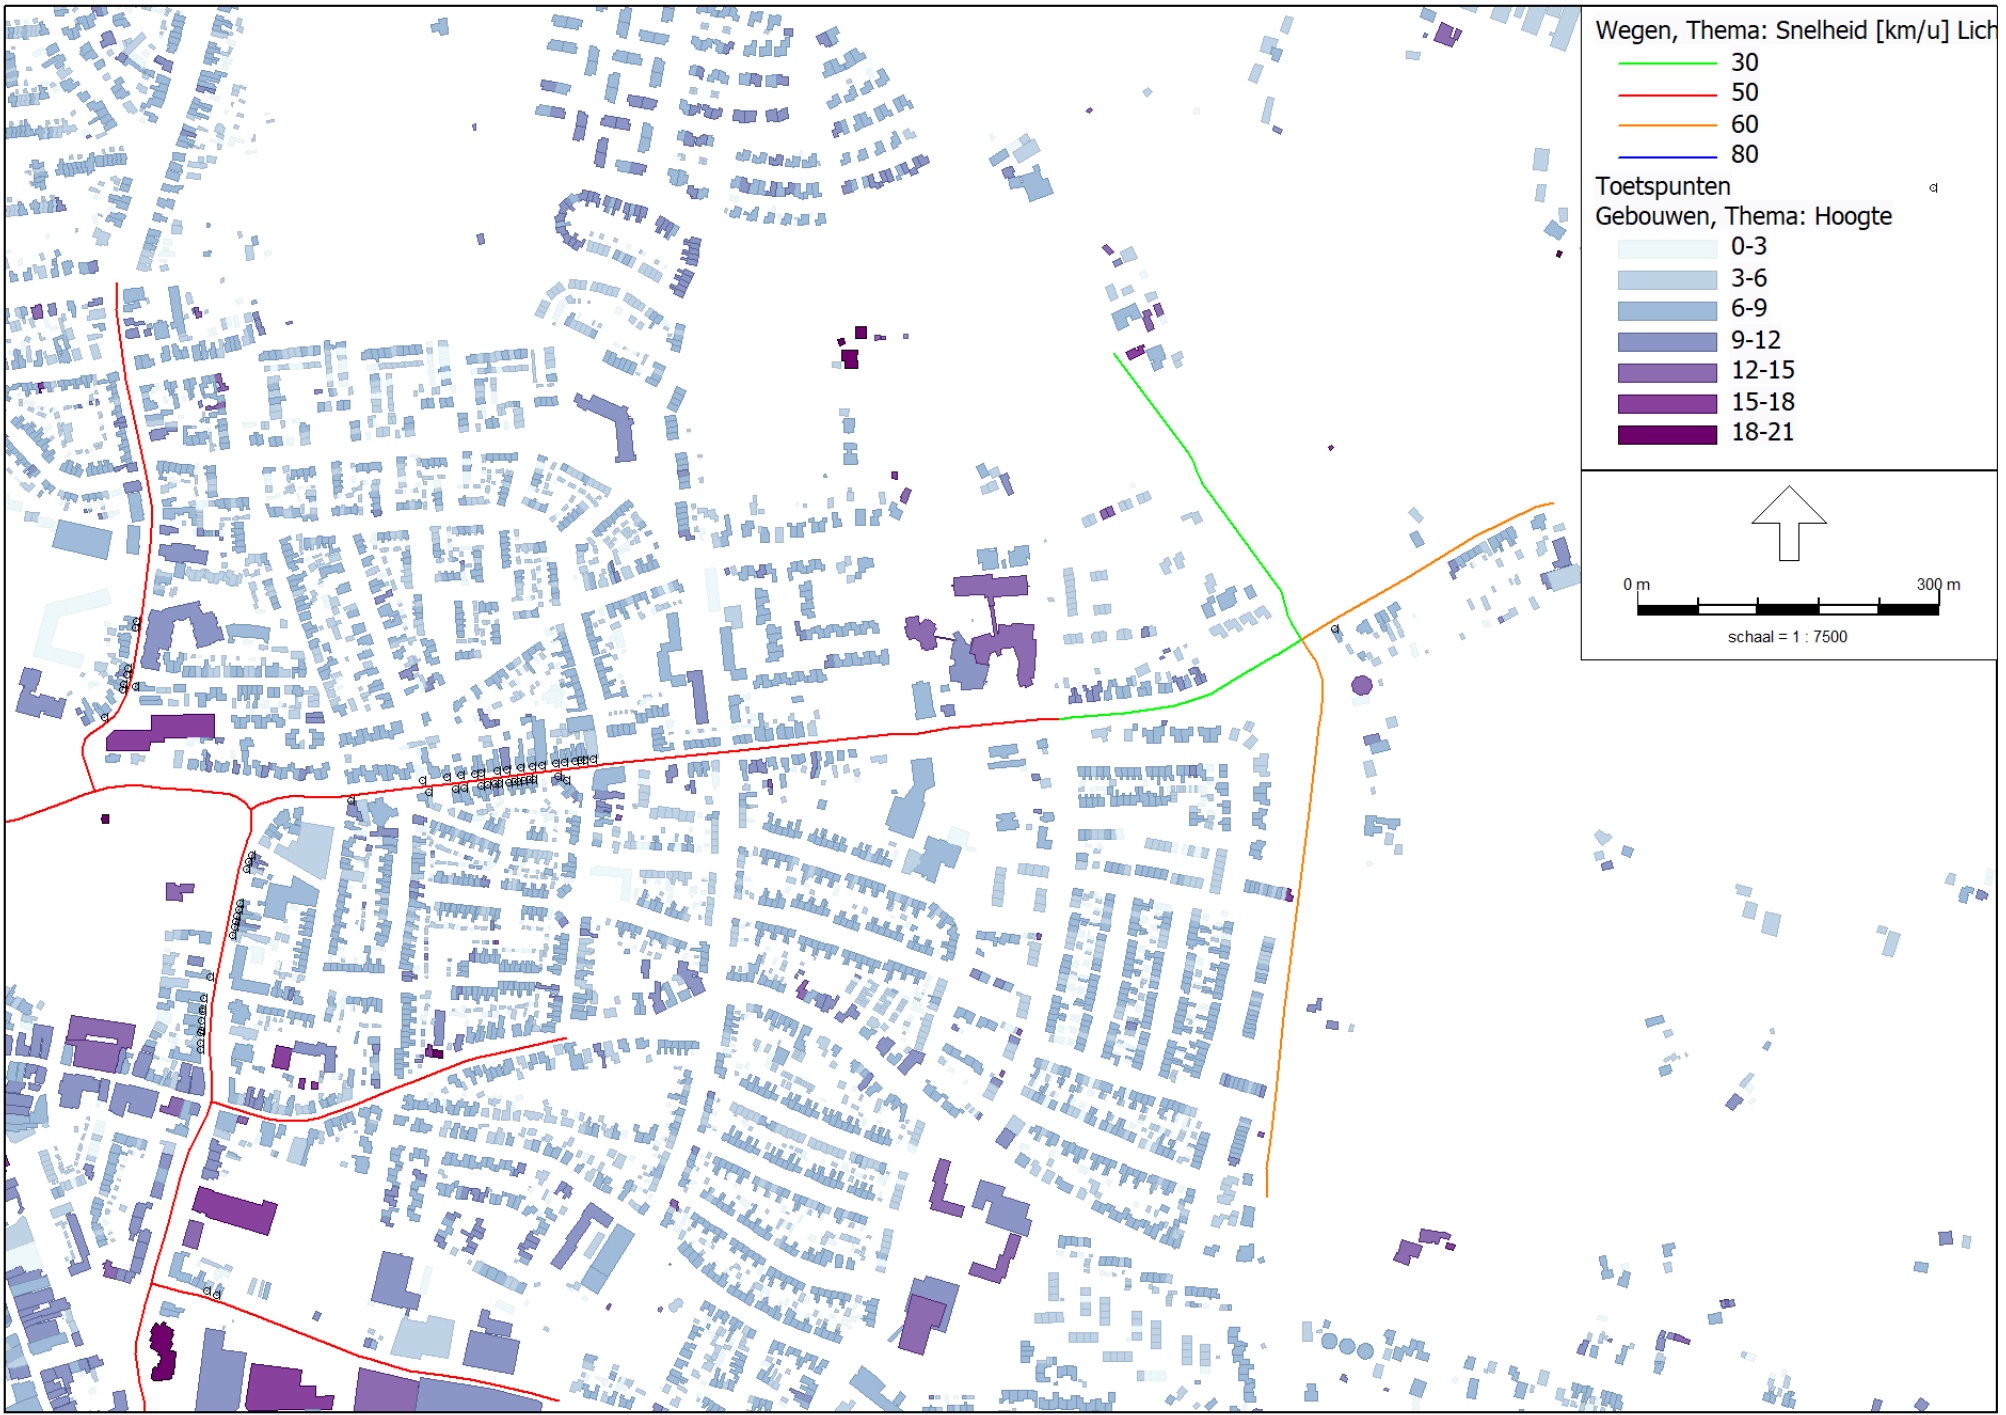 Wegen, Thema: Snelheid [km/u] Lich
30
50
60
80
Toetspunten
Gebouwen, Thema: Hoogte
0-3
3-6
6-9
9-12
12-15
15-18
18-21
0 m 300 m
schaal = 1 : 7500